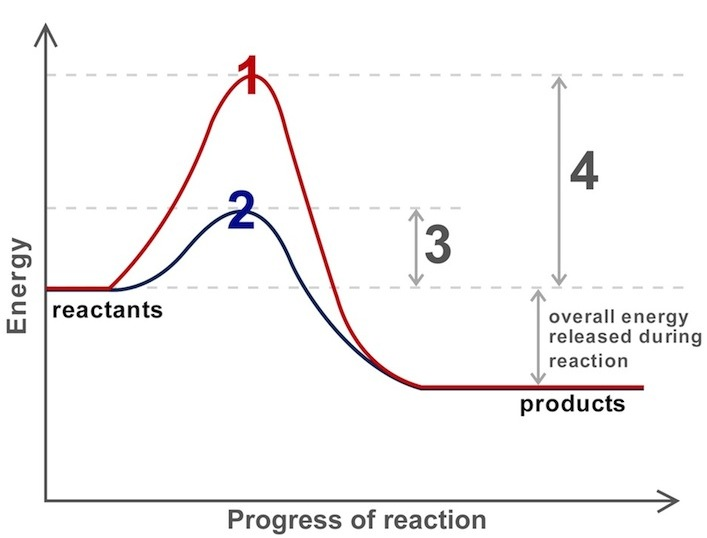 1
4
2
3
Energy
reactants
overall energy
released during
reaction
products
Progress of reaction